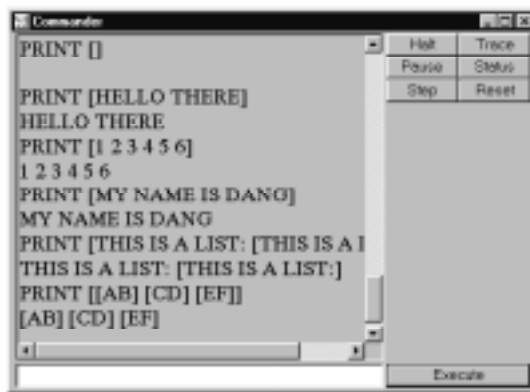 Commander
PRINT []
PRINT [HELLO THERE]
HELLO THERE
PRINT [1 2 3 4 5 6]
1 2 3 4 5 6
PRINT [MY NAME IS DANG]
MY NAME IS DANG
PRINT [THIS IS A LIST: [THIS IS A L
THIS IS A LIST: [THIS IS A LIST:]
PRINT [[AB] [CD] [EF]]
[AB] [CD] [EF]
Halt Trace
Pause Status
Step Reset
Execute